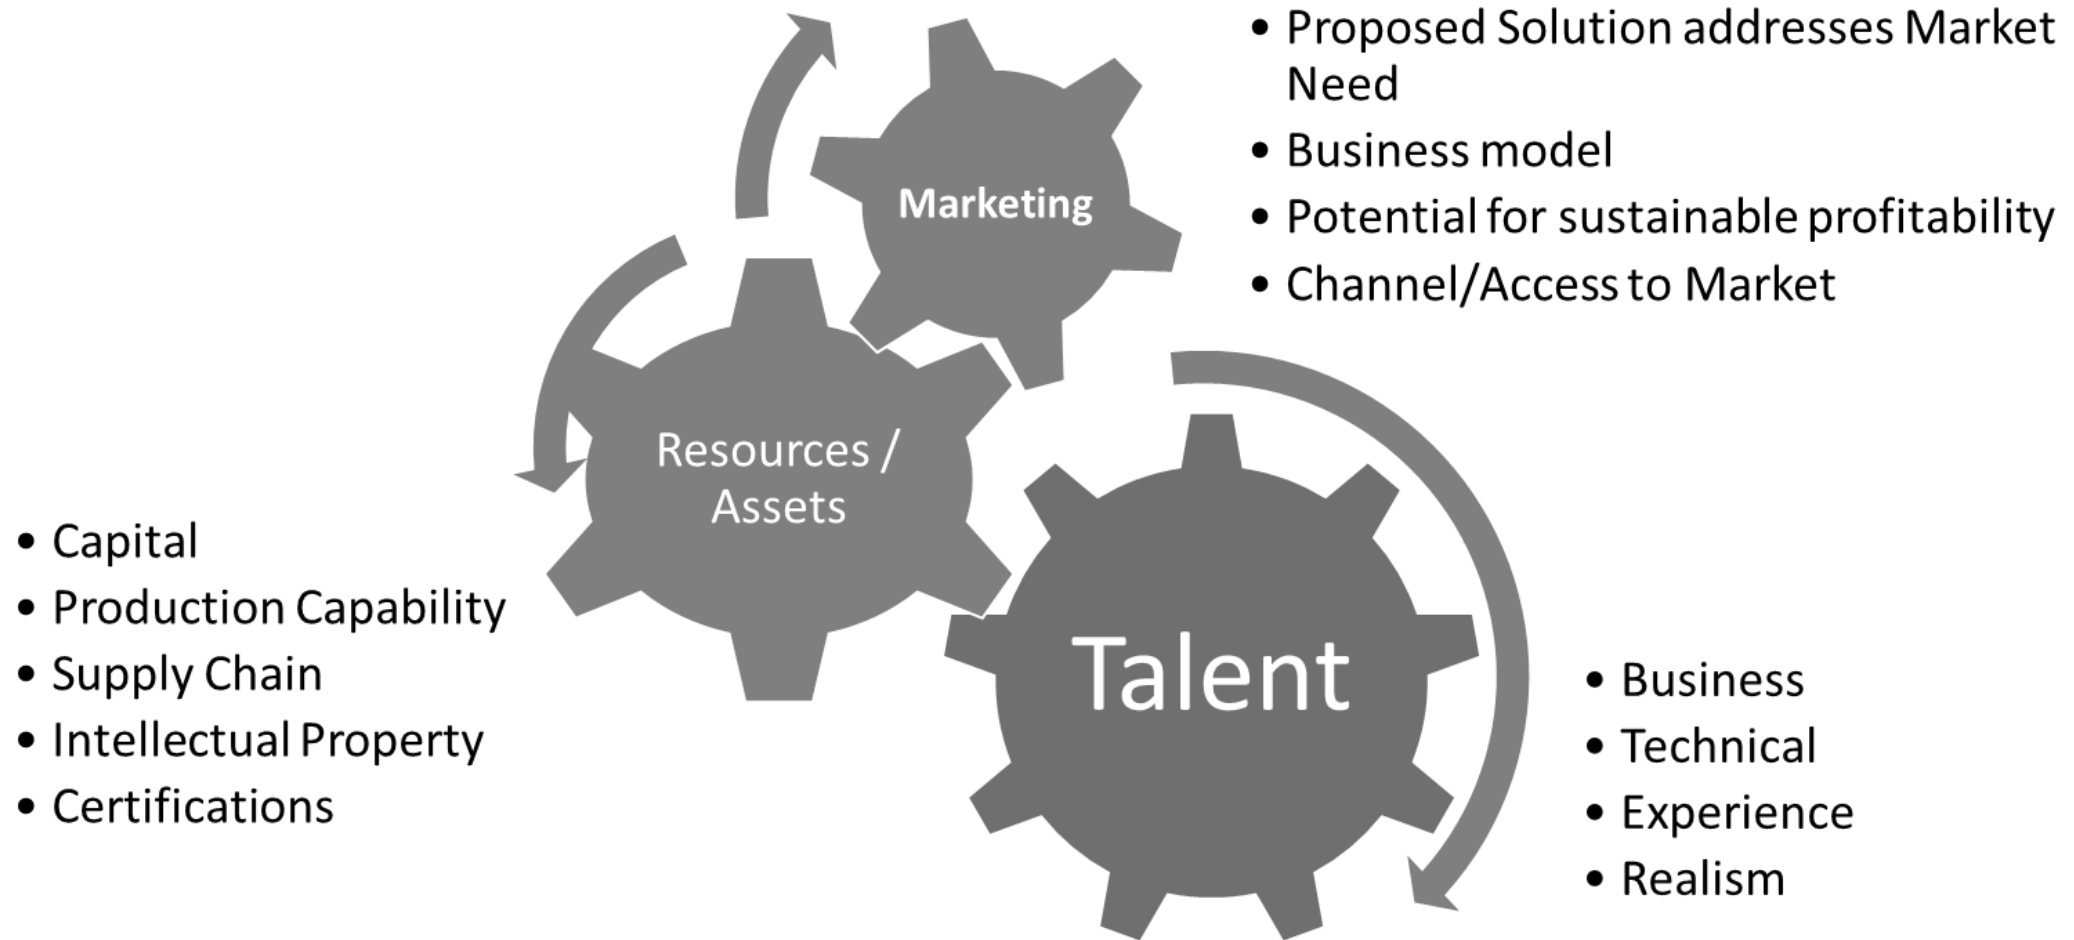 • Proposed Solution addresses Market
Need
• Business model
• Potential for sustainable profitability
• Channel/Access to Market
Marketing
Resources /
Assets
• Capital
• Production Capability
• Supply Chain
• Intellectual Property
• Certifications
Talent
• Business
• Technical
• Experience
• Realism